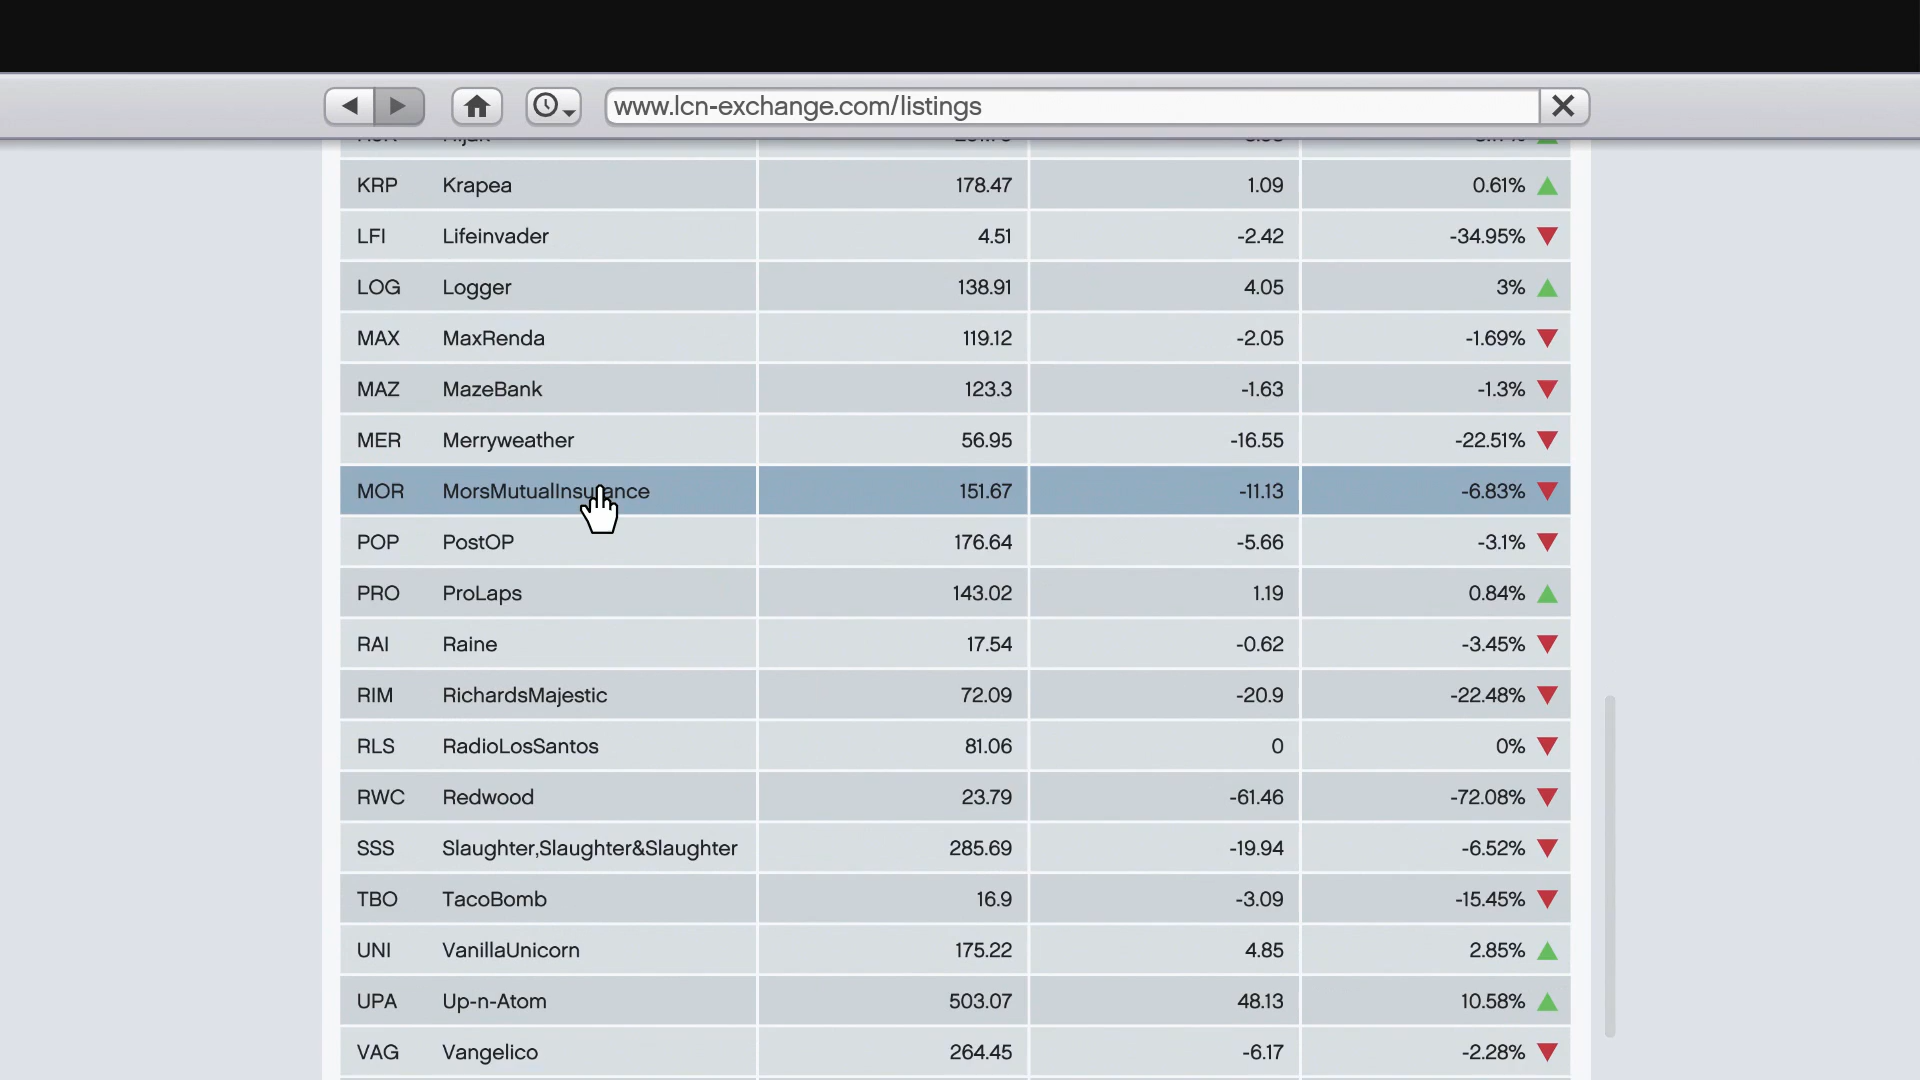 www.lcn-exchange.com/listings
KRP Krapea 178.47 1.09 0.61%
LFI Lifeinvader 4.51 -2.42 -34.95%
LOG Logger 138.91 4.05 3%
MAX MaxRenda 119.12 -2.05 -1.69%
MAZ MazeBank 123.3 -1.63 -1.3%
MER Merryweather 56.95 -16.55 -22.51%
MOR MorsMutualInsurance 151.67 -11.13 -6.83%
POP PostOP 176.64 -5.66 -3.1%
PRO ProLaps 143.02 1.19 0.84%
RAI Raine 17.54 -0.62 -3.45%
RIM RichardsMajestic 72.09 -20.9 -22.48%
RLS RadioLosSantos 81.06 0 0%
RWC Redwood 23.79 -61.46 -72.08%
SSS Slaughter,Slaughter&Slaughter 285.69 -19.94 -6.52%
TBO TacoBomb 16.9 -3.09 -15.45%
UNI VanillaUnicorn 175.22 4.85 2.85%
UPA Up-n-Atom 503.07 48.13 10.58%
VAG Vangelico 264.45 -6.17 -2.28%